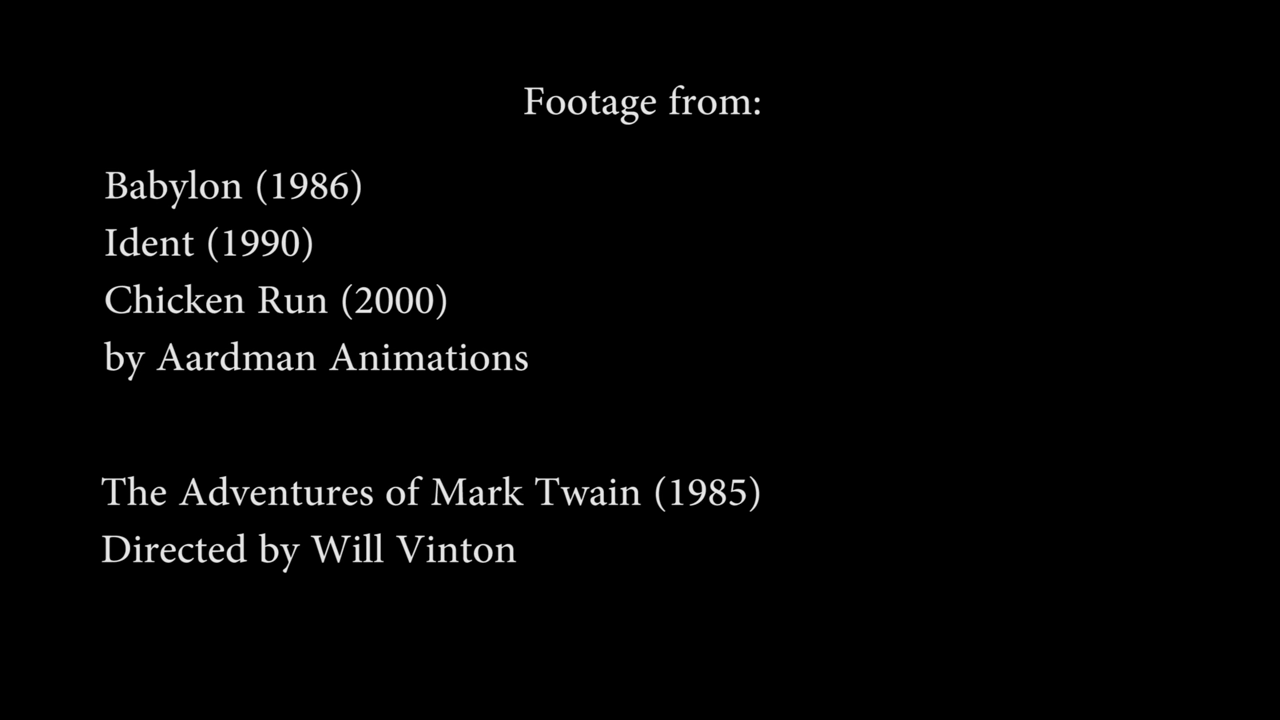 Footage from:
Babylon (1986)
Ident (1990)
Chicken Run (2000)
by Aardman Animations
The Adventures of Mark Twain (1985)
Directed by Will Vinton